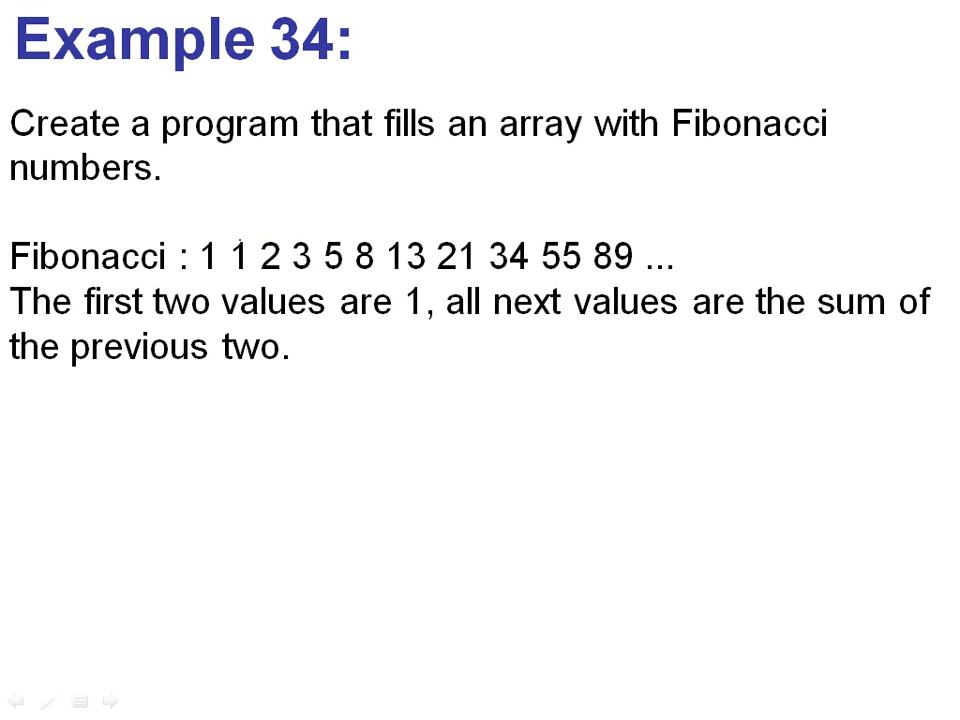 Example 34:
Create a program that fills an array with Fibonacci
numbers.
Fibonacci : 1 1 2 3 5 8 13 21 34 55 89 ...
The first two values are 1, all next values are the sum of
the previous two.